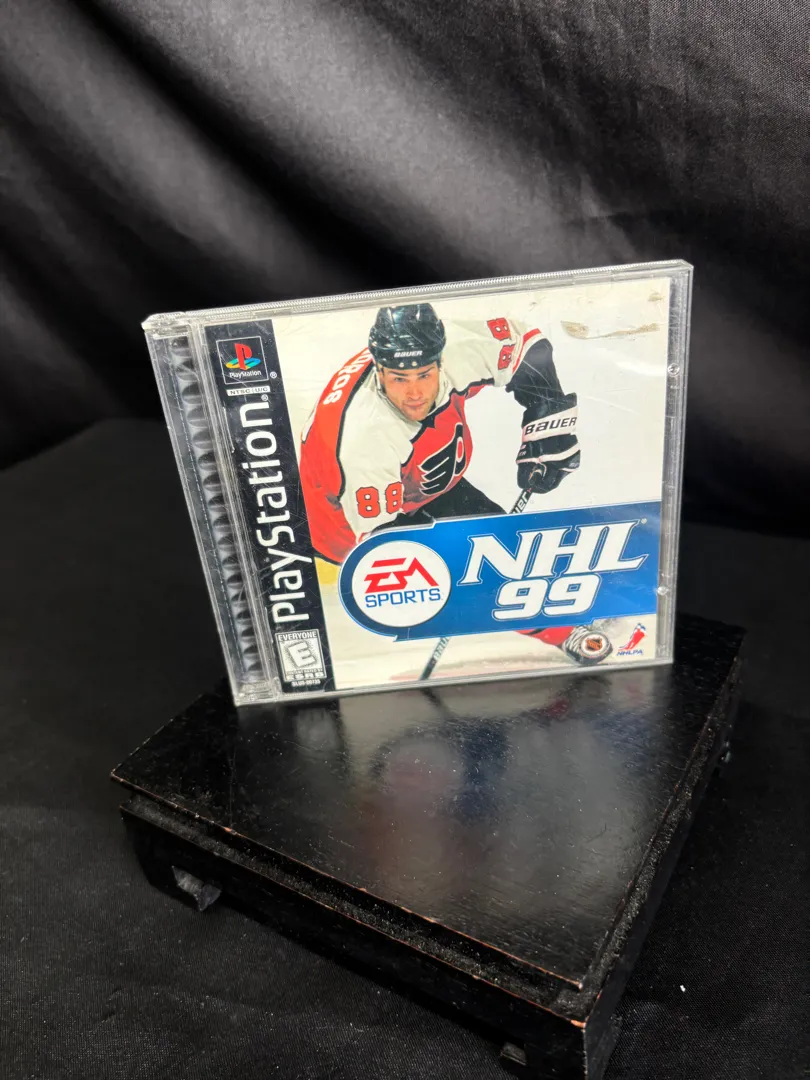 PlayStation
NTSC U/C
PlayStation
BAUER
88
BAUER
88
EA
SPORTS
NHL
99
EVERYONE
E
ESRB
NHLPA